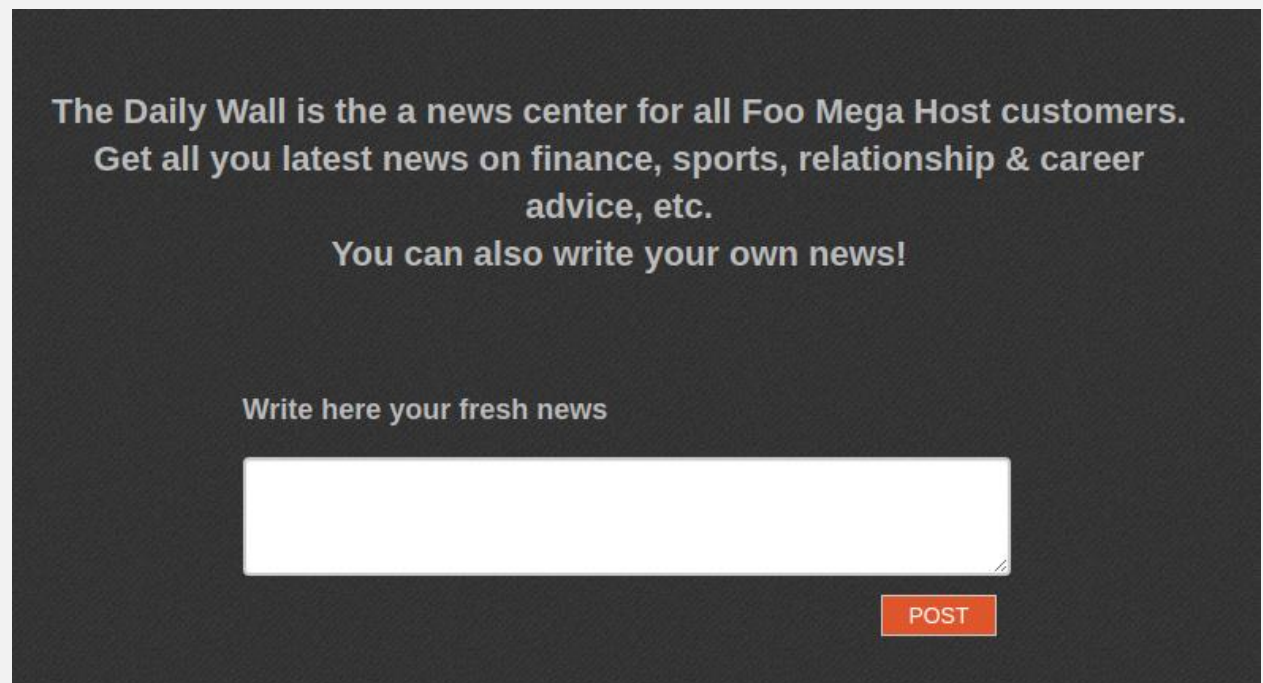 The Daily Wall is the a news center for all Foo Mega Host customers.
Get all you latest news on finance, sports, relationship & career
advice, etc.
You can also write your own news!
Write here your fresh news
POST